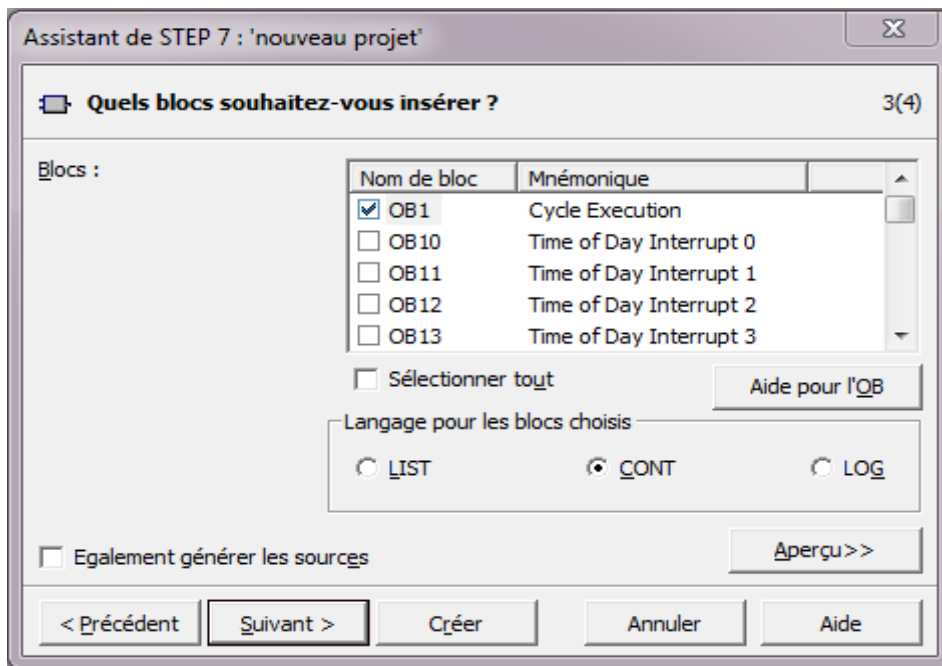 Assistant de STEP 7 : 'nouveau projet'
Quels blocs souhaitez-vous insérer ? 3(4)
Blocs :
Nom de bloc Mnémonique
OB1 Cycle Execution
OB10 Time of Day Interrupt 0
OB11 Time of Day Interrupt 1
OB12 Time of Day Interrupt 2
OB13 Time of Day Interrupt 3
Sélectionner tout Aide pour l'OB
Langage pour les blocs choisis
LIST CONT LOG
Egalement générer les sources Aperçu>>
< Précédent Suivant > Créer Annuler Aide